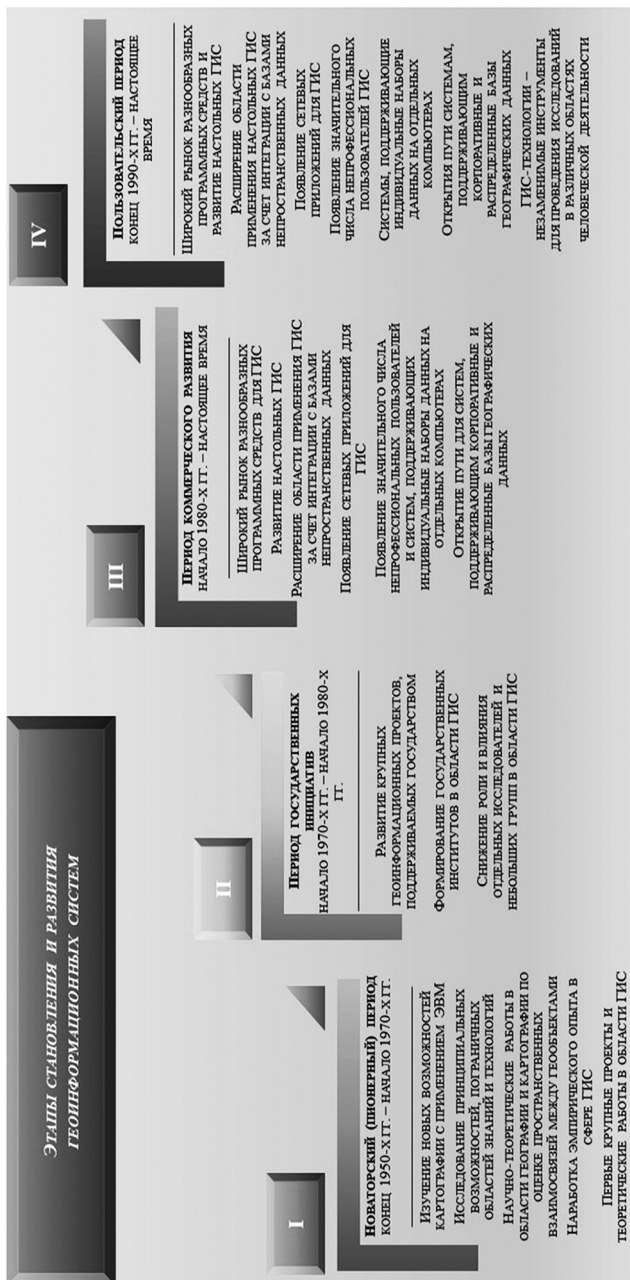 ЭТАПЫ СТАНОВЛЕНИЯ И РАЗВИТИЯ
ГЕОИНФОРМАЦИОННЫХ СИСТЕМ
I
НОВАТОРСКИЙ (ПИОНЕРНЫЙ) ПЕРИОД
КОНЕЦ 1950-Х ГГ. – НАЧАЛО 1970-Х ГГ.
ИЗУЧЕНИЕ НОВЫХ ВОЗМОЖНОСТЕЙ
КАРТОГРАФИИ С ПРИМЕНЕНИЕМ ЭВМ
ИССЛЕДОВАНИЕ ПРИНЦИПИАЛЬНЫХ
ВОЗМОЖНОСТЕЙ, ПОГРАНИЧНЫХ
ОБЛАСТЕЙ ЗНАНИЙ И ТЕХНОЛОГИЙ
НАУЧНО-ТЕОРЕТИЧЕСКИЕ РАБОТЫ В
ОБЛАСТИ ГЕОГРАФИИ И КАРТОГРАФИИ ПО
ОЦЕНКЕ ПРОСТРАНСТВЕННЫХ
ВЗАИМОСВЯЗЕЙ МЕЖДУ ГЕООБЪЕКТАМИ
НАРАБОТКА ЭМПИРИЧЕСКОГО ОПЫТА В
СФЕРЕ ГИС
ПЕРВЫЕ КРУПНЫЕ ПРОЕКТЫ И
ТЕОРЕТИЧЕСКИЕ РАБОТЫ В ОБЛАСТИ ГИС
II
ПЕРИОД ГОСУДАРСТВЕННЫХ
ИНИЦИАТИВ
НАЧАЛО 1970-Х ГГ. – НАЧАЛО 1980-Х
ГГ.
РАЗВИТИЕ КРУПНЫХ
ГЕОИНФОРМАЦИОННЫХ ПРОЕКТОВ,
ПОДДЕРЖИВАЕМЫХ ГОСУДАРСТВОМ
ФОРМИРОВАНИЕ ГОСУДАРСТВЕННЫХ
ИНСТИТУТОВ В ОБЛАСТИ ГИС
СНИЖЕНИЕ РОЛИ И ВЛИЯНИЯ
ОТДЕЛЬНЫХ ИССЛЕДОВАТЕЛЕЙ И
НЕБОЛЬШИХ ГРУПП В ОБЛАСТИ ГИС
III
ПЕРИОД КОММЕРЧЕСКОГО РАЗВИТИЯ
НАЧАЛО 1980-Х ГГ. – НАСТОЯЩЕЕ ВРЕМЯ
ШИРОКИЙ РЫНОК РАЗНООБРАЗНЫХ
ПРОГРАММНЫХ СРЕДСТВ ДЛЯ ГИС
РАЗВИТИЕ НАСТОЛЬНЫХ ГИС
РАСШИРЕНИЕ ОБЛАСТИ ПРИМЕНЕНИЯ ГИС
ЗА СЧЕТ ИНТЕГРАЦИИ С БАЗАМИ
НЕПРОСТРАНСТВЕННЫХ ДАННЫХ
ПОЯВЛЕНИЕ СЕТЕВЫХ ПРИЛОЖЕНИЙ ДЛЯ
ГИС
ПОЯВЛЕНИЕ ЗНАЧИТЕЛЬНОГО ЧИСЛА
НЕПРОФЕССИОНАЛЬНЫХ ПОЛЬЗОВАТЕЛЕЙ
И СИСТЕМ, ПОДДЕРЖИВАЮЩИХ
ИНДИВИДУАЛЬНЫЕ НАБОРЫ ДАННЫХ НА
ОТДЕЛЬНЫХ КОМПЬЮТЕРАХ
ОТКРЫТИЕ ПУТИ ДЛЯ СИСТЕМ,
ПОДДЕРЖИВАЮЩИМ КОРПОРАТИВНЫЕ И
РАСПРЕДЕЛЕННЫЕ БАЗЫ ГЕОГРАФИЧЕСКИХ
ДАННЫХ
IV
ПОЛЬЗОВАТЕЛЬСКИЙ ПЕРИОД
КОНЕЦ 1990-Х ГГ. – НАСТОЯЩЕЕ
ВРЕМЯ
ШИРОКИЙ РЫНОК РАЗНООБРАЗНЫХ
ПРОГРАММНЫХ СРЕДСТВ И
РАЗВИТИЕ НАСТОЛЬНЫХ ГИС
РАСШИРЕНИЕ ОБЛАСТИ
ПРИМЕНЕНИЯ НАСТОЛЬНЫХ ГИС
ЗА СЧЕТ ИНТЕГРАЦИИ С БАЗАМИ
НЕПРОСТРАНСТВЕННЫХ ДАННЫХ
ПОЯВЛЕНИЕ СЕТЕВЫХ
ПРИЛОЖЕНИЙ ДЛЯ ГИС
ПОЯВЛЕНИЕ ЗНАЧИТЕЛЬНОГО
ЧИСЛА НЕПРОФЕССИОНАЛЬНЫХ
ПОЛЬЗОВАТЕЛЕЙ ГИС
СИСТЕМЫ, ПОДДЕРЖИВАЮЩИЕ
ИНДИВИДУАЛЬНЫЕ НАБОРЫ
ДАННЫХ НА ОТДЕЛЬНЫХ
КОМПЬЮТЕРАХ
ОТКРЫТИЯ ПУТИ СИСТЕМАМ,
ПОДДЕРЖИВАЮЩИМ
КОРПОРАТИВНЫЕ И
РАСПРЕДЕЛЕННЫЕ БАЗЫ
ГЕОГРАФИЧЕСКИХ ДАННЫХ
ГИС-ТЕХНОЛОГИИ –
НЕЗАМЕНИМЫЕ ИНСТРУМЕНТЫ
ДЛЯ ПРОВЕДЕНИЯ ИССЛЕДОВАНИЙ
В РАЗЛИЧНЫХ ОБЛАСТЯХ
ЧЕЛОВЕЧЕСКОЙ ДЕЯТЕЛЬНОСТИ